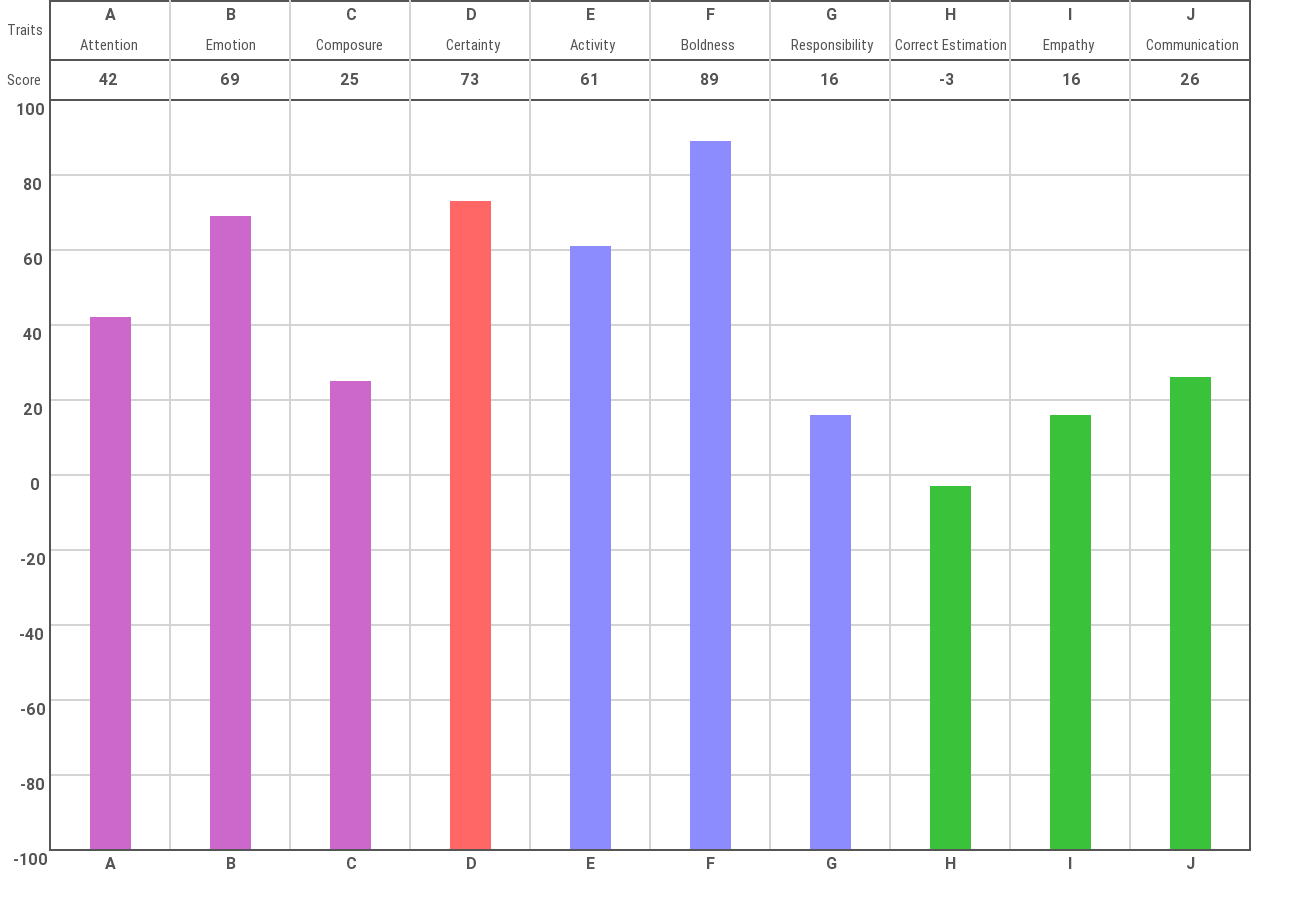 Traits A B C D E F G H I J
Attention Emotion Composure Certainty Activity Boldness Responsibility Correct Estimation Empathy Communication
Score 42 69 25 73 61 89 16 -3 16 26
100
80
60
40
20
0
-20
-40
-60
-80
-100
A B C D E F G H I J